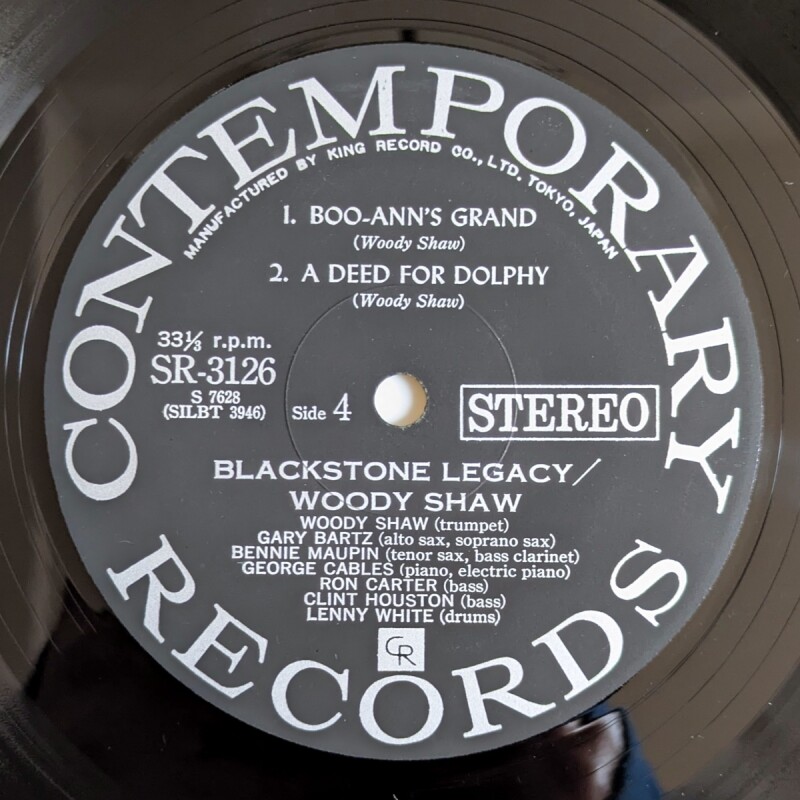 CONTEMPORARY
MANUFACTURED BY KING RECORD CO., LTD. TOKYO, JAPAN
1. BOO-ANN'S GRAND
(Woody Shaw)
2. A DEED FOR DOLPHY
(Woody Shaw)
33⅓ r.p.m.
SR-3126
S 7628
(SILBT 3946)
Side 4
STEREO
BLACKSTONE LEGACY/
WOODY SHAW
WOODY SHAW (trumpet)
GARY BARTZ (alto sax, soprano sax)
BENNIE MAUPIN (tenor sax, bass clarinet)
GEORGE CABLES (piano, electric piano)
RON CARTER (bass)
CLINT HOUSTON (bass)
LENNY WHITE (drums)
CR
RECORDS